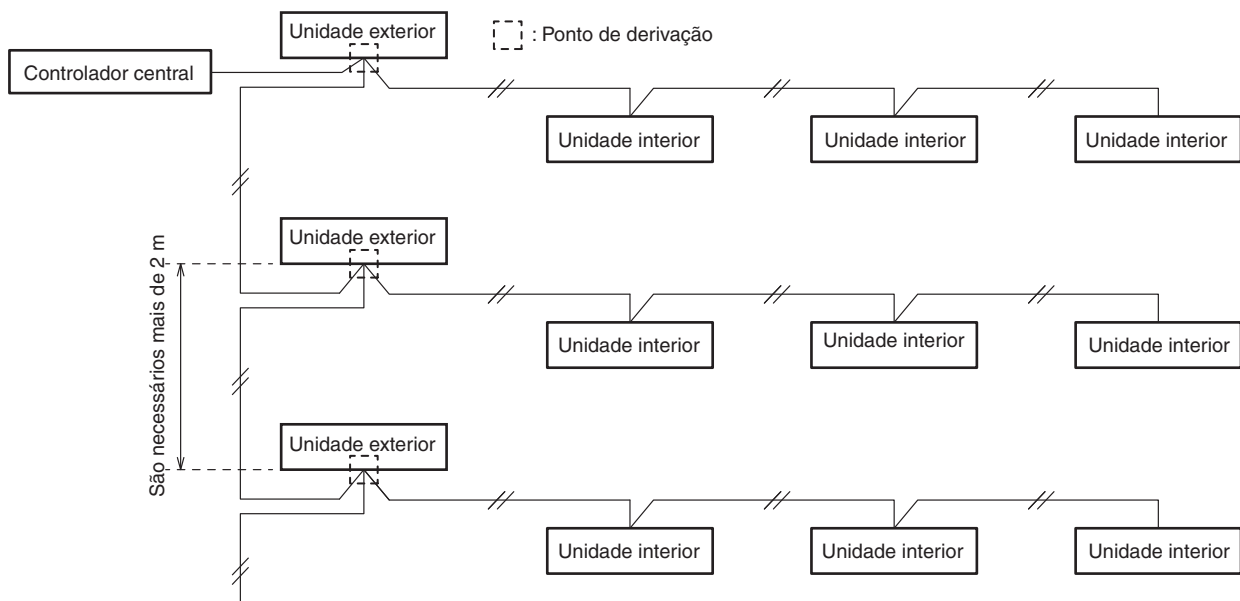 Unidade exterior
: Ponto de derivação
Controlador central
Unidade interior
Unidade interior
Unidade interior
Unidade exterior
São necessários mais de 2 m
Unidade interior
Unidade interior
Unidade interior
Unidade exterior
Unidade interior
Unidade interior
Unidade interior